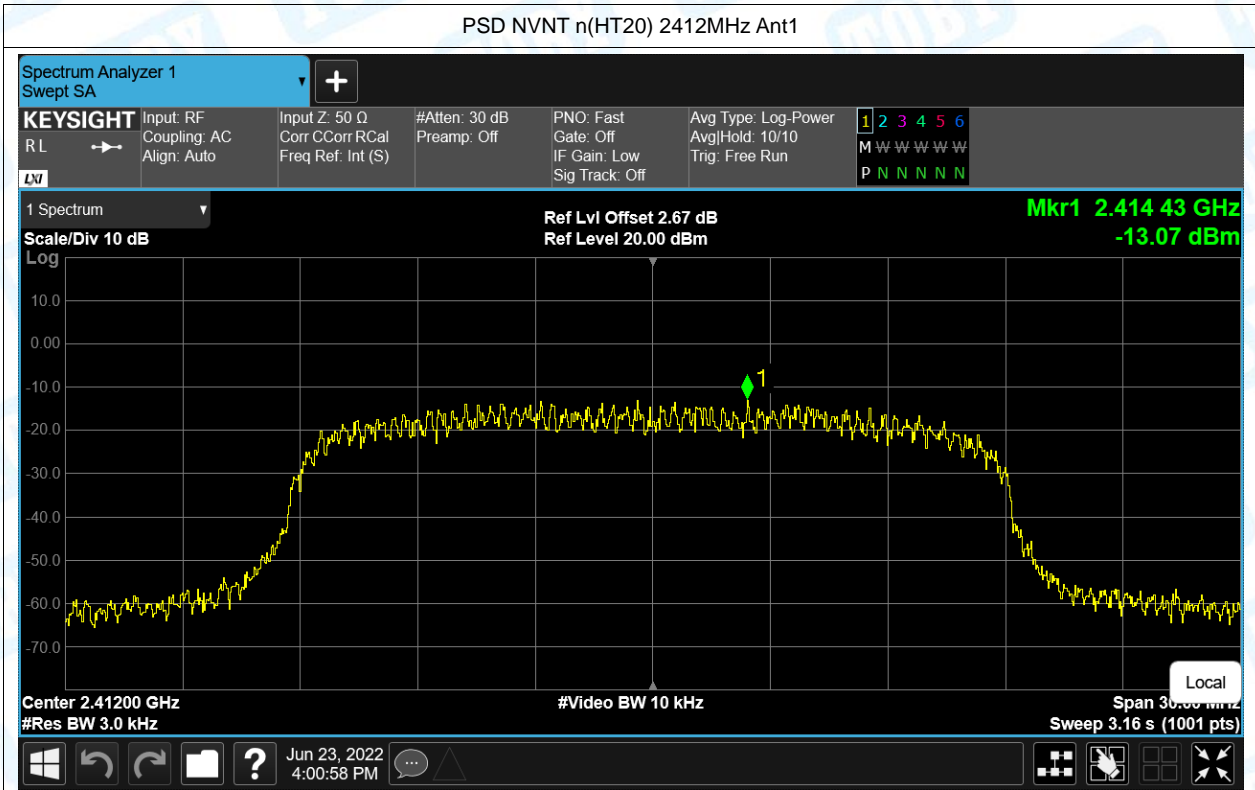 PSD NVNT n(HT20) 2412MHz Ant1
Spectrum Analyzer 1
Swept SA
KEYSIGHT
R L
LXI
Input: RF
Coupling: AC
Align: Auto
Input Z: 50 Ω
Corr CCorr RCal
Freq Ref: Int (S)
#Atten: 30 dB
Preamp: Off
PNO: Fast
Gate: Off
IF Gain: Low
Sig Track: Off
Avg Type: Log-Power
Avg|Hold: 10/10
Trig: Free Run
1 2 3 4 5 6
M W W W W W
P N N N N N
1 Spectrum
Scale/Div 10 dB
Ref Lvl Offset 2.67 dB
Ref Level 20.00 dBm
Mkr1 2.414 43 GHz
-13.07 dBm
Log
10.0
0.00
-10.0
-20.0
-30.0
-40.0
-50.0
-60.0
-70.0
1
Center 2.41200 GHz
#Res BW 3.0 kHz
#Video BW 10 kHz
Local
Span 30.00 MHz
Sweep 3.16 s (1001 pts)
?
Jun 23, 2022
4:00:58 PM